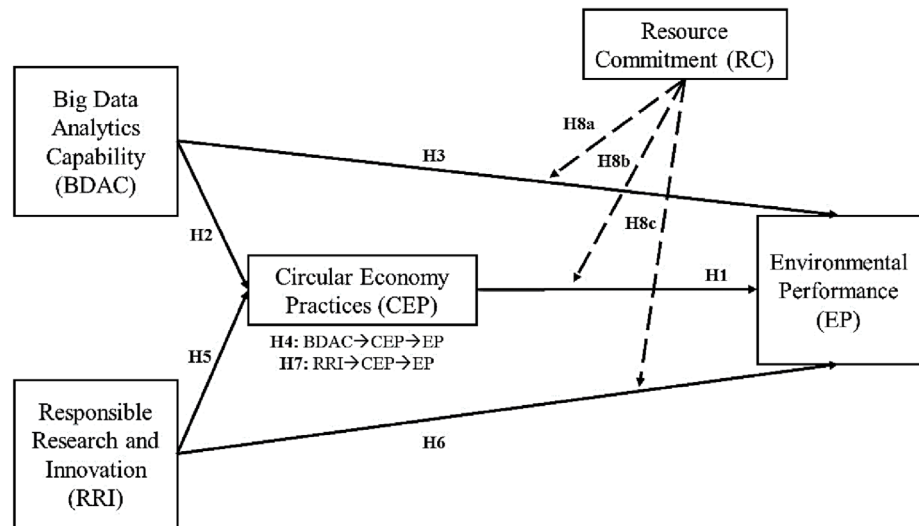 Resource
Commitment (RC)
Big Data
Analytics
Capability
(BDAC)
H8a
H3
H8b
H8c
H2
Circular Economy
Practices (CEP)
H1
Environmental
Performance
(EP)
H4: BDAC→CEP→EP
H7: RRI→CEP→EP
H5
Responsible
Research and
Innovation
(RRI)
H6